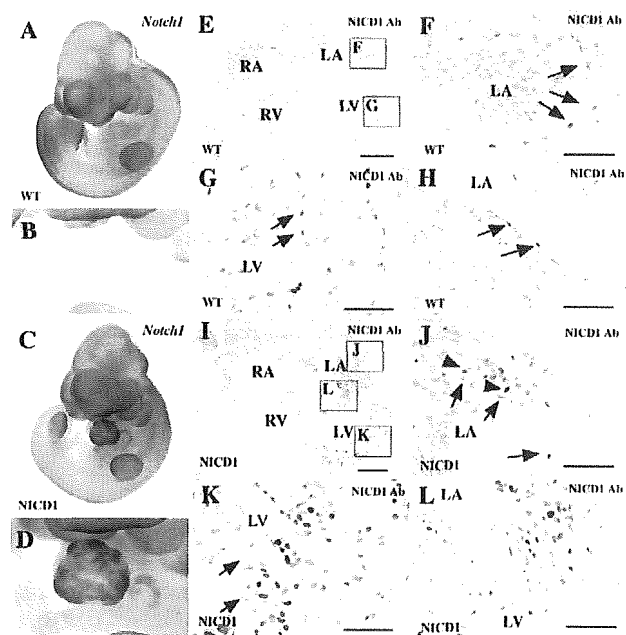 A
Notch1
WT
B
C
Notch1
NICD1
D
E
NICD1 Ab
RA
LA
F
RV
LV
G
WT
F
NICD1 Ab
LA
WT
G
NICD1 Ab
LV
WT
H
NICD1 Ab
LA
WT
I
NICD1 Ab
RA
LA
J
L
RV
LV
K
NICD1
J
NICD1 Ab
LA
NICD1
K
NICD1 Ab
LV
NICD1
L
LA
NICD1 Ab
NICD1
LV